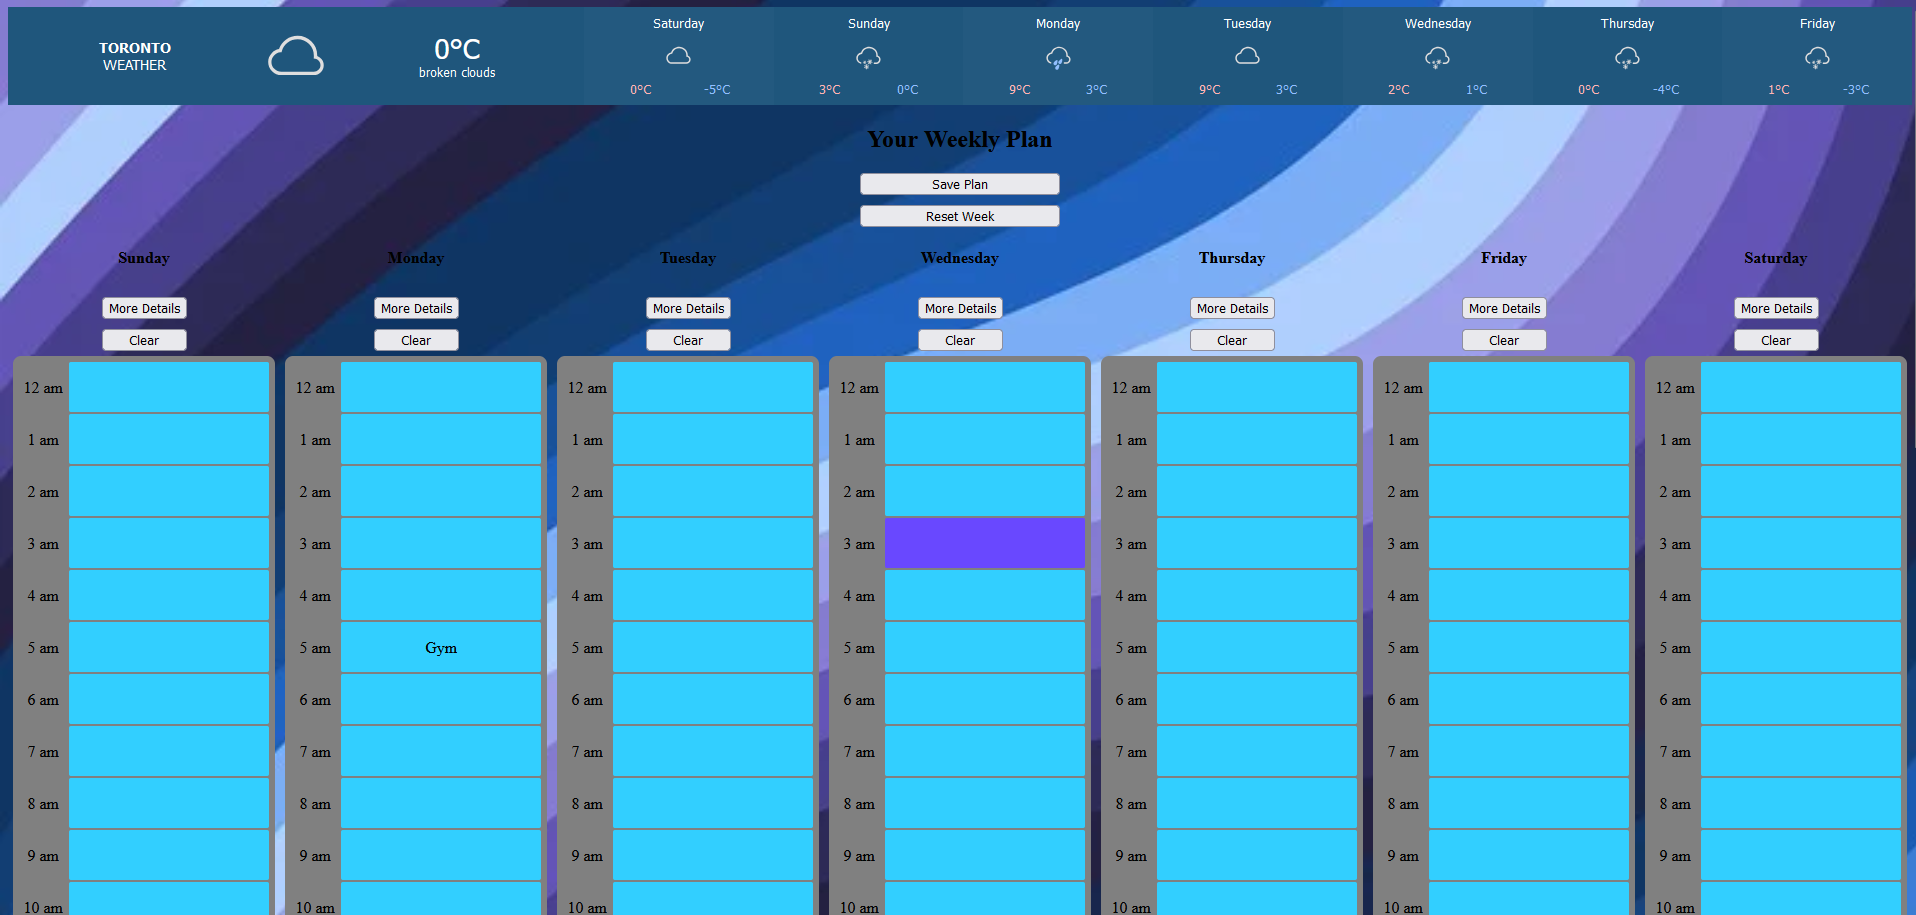 TORONTO
WEATHER
0°C
broken clouds
Saturday
0°C -5°C
Sunday
3°C 0°C
Monday
9°C 3°C
Tuesday
9°C 3°C
Wednesday
2°C 1°C
Thursday
0°C -4°C
Friday
1°C -3°C
Your Weekly Plan
Save Plan
Reset Week
Sunday Monday Tuesday Wednesday Thursday Friday Saturday
More Details More Details More Details More Details More Details More Details More Details
Clear Clear Clear Clear Clear Clear Clear
12 am 12 am 12 am 12 am 12 am 12 am 12 am
1 am 1 am 1 am 1 am 1 am 1 am 1 am
2 am 2 am 2 am 2 am 2 am 2 am 2 am
3 am 3 am 3 am 3 am 3 am 3 am 3 am
4 am 4 am 4 am 4 am 4 am 4 am 4 am
5 am 5 am Gym 5 am 5 am 5 am 5 am 5 am
6 am 6 am 6 am 6 am 6 am 6 am 6 am
7 am 7 am 7 am 7 am 7 am 7 am 7 am
8 am 8 am 8 am 8 am 8 am 8 am 8 am
9 am 9 am 9 am 9 am 9 am 9 am 9 am
10 am 10 am 10 am 10 am 10 am 10 am 10 am